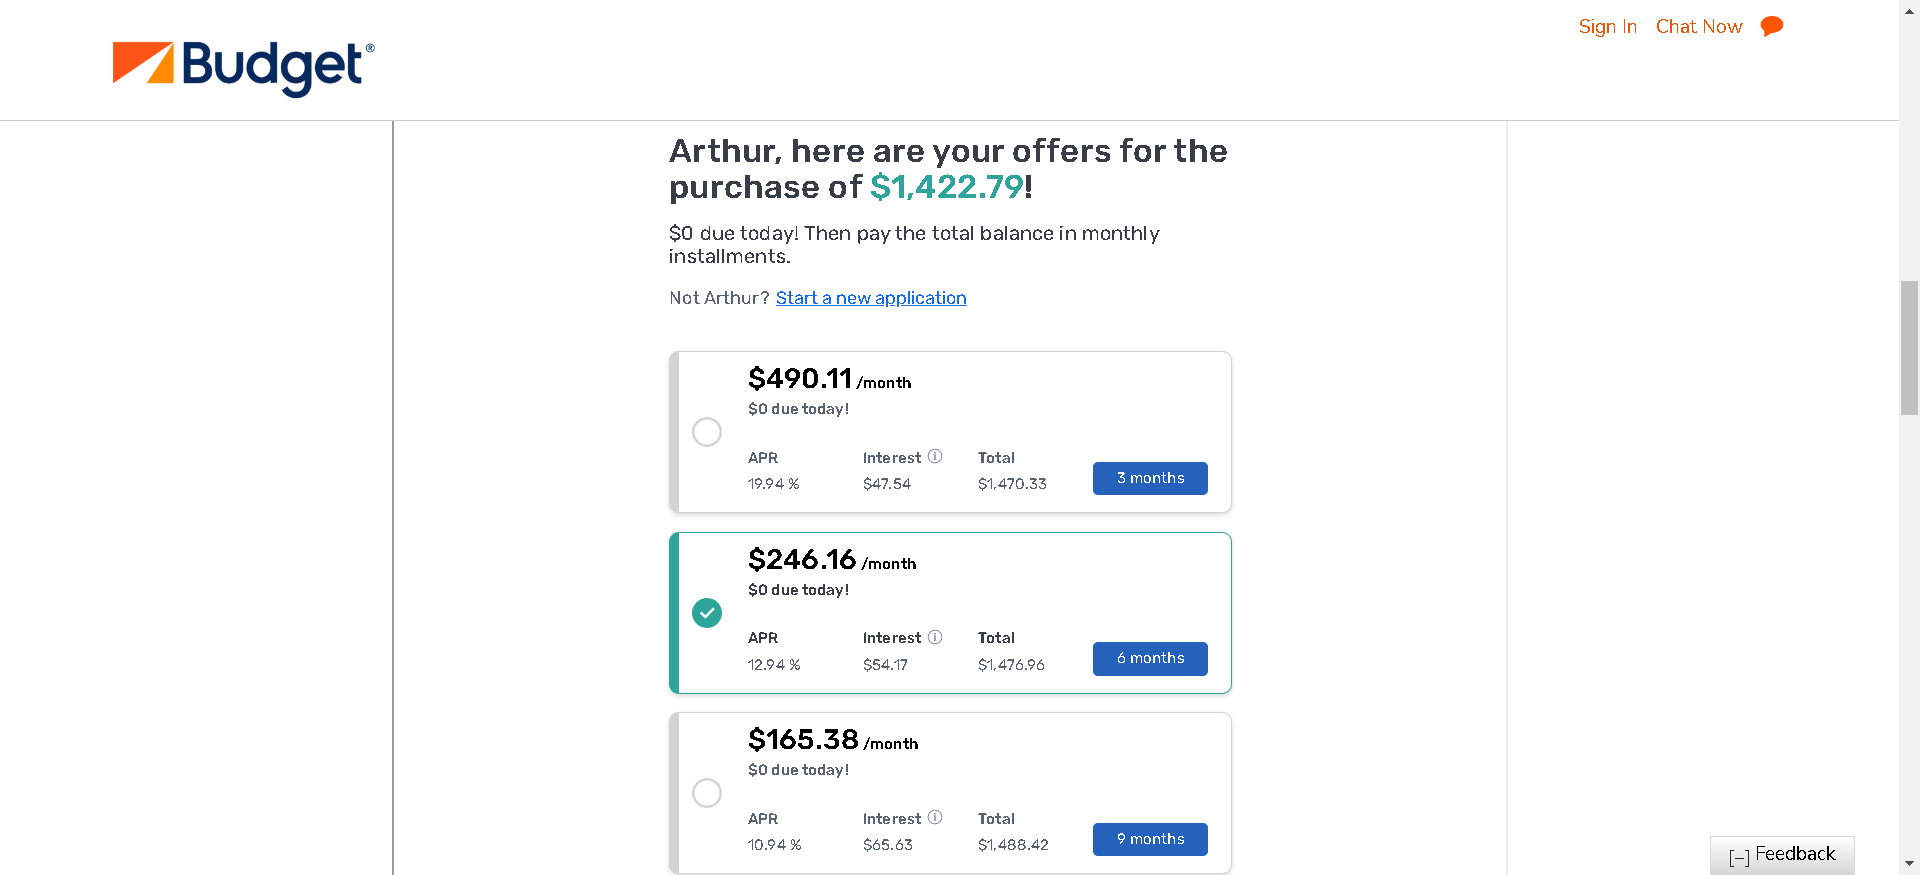 Sign In Chat Now
Budget®
Arthur, here are your offers for the
purchase of $1,422.79!
$0 due today! Then pay the total balance in monthly
installments.
Not Arthur? Start a new application
$490.11 /month
$0 due today!
APR Interest Total
19.94 % $47.54 $1,470.33 3 months
$246.16 /month
$0 due today!
APR Interest Total
12.94 % $54.17 $1,476.96 6 months
$165.38 /month
$0 due today!
APR Interest Total
10.94 % $65.63 $1,488.42 9 months
[–] Feedback